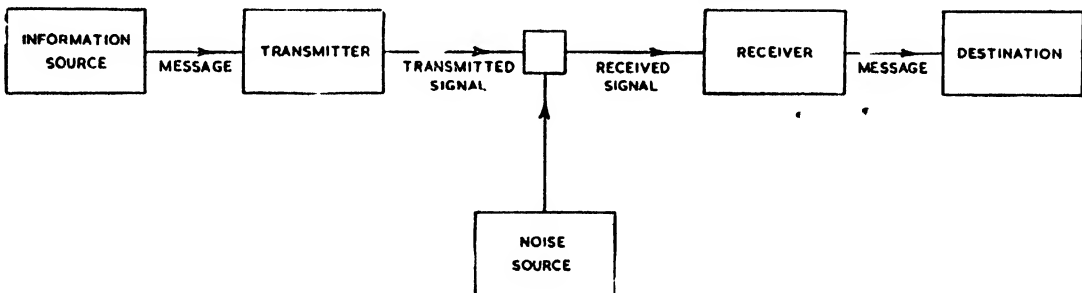 INFORMATION
SOURCE
MESSAGE
TRANSMITTER
TRANSMITTED
SIGNAL
RECEIVED
SIGNAL
RECEIVER
MESSAGE
DESTINATION
NOISE
SOURCE